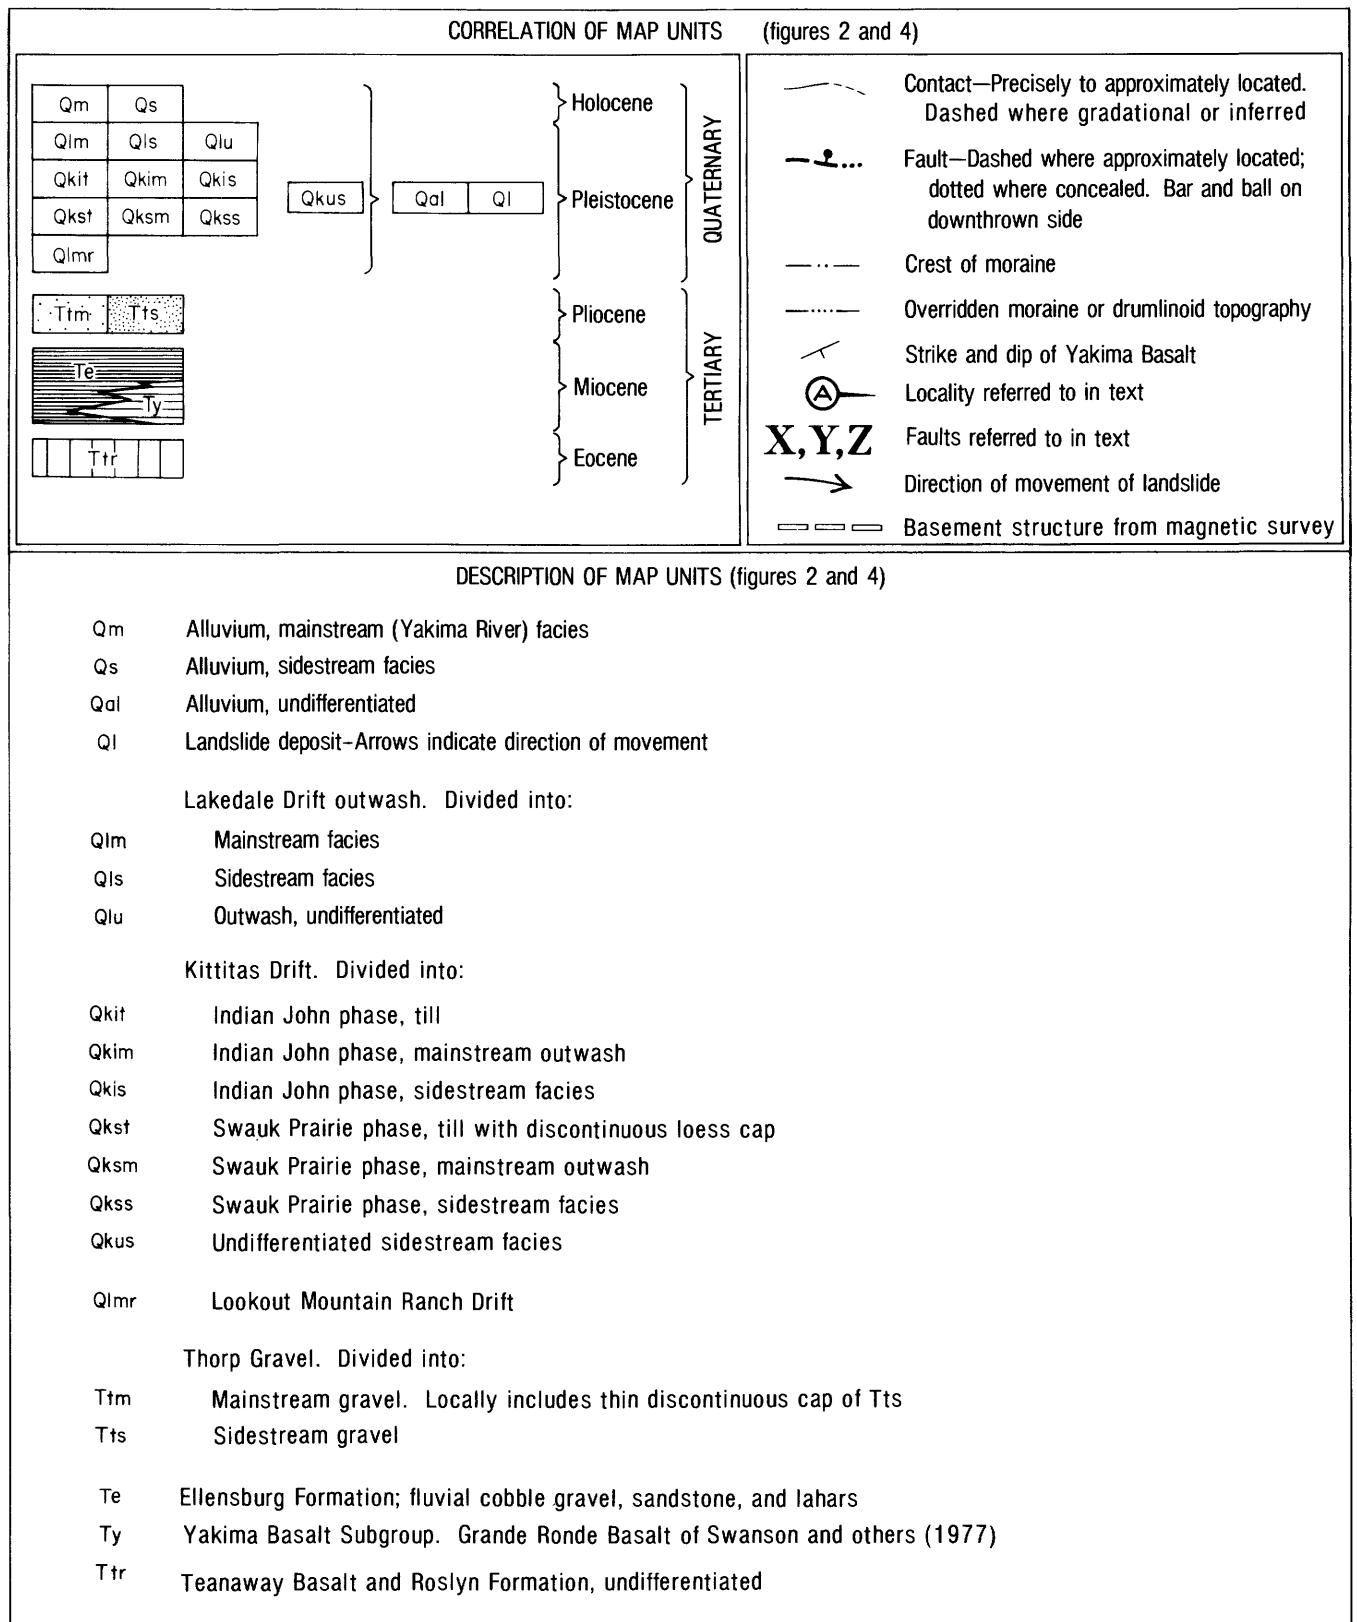 CORRELATION OF MAP UNITS (figures 2 and 4)
Qm Qs
Qlm Qls Qlu
Qkit Qkim Qkis
Qkst Qksm Qkss
Qlmr
Qkus
Qal Ql
Ttm Tts
Te
Ty
Ttr
Holocene
Pleistocene
Pliocene
Miocene
Eocene
QUATERNARY
TERTIARY
Contact—Precisely to approximately located.
Dashed where gradational or inferred
Fault—Dashed where approximately located;
dotted where concealed. Bar and ball on
downthrown side
Crest of moraine
Overridden moraine or drumlinoid topography
Strike and dip of Yakima Basalt
A Locality referred to in text
X,Y,Z Faults referred to in text
Direction of movement of landslide
Basement structure from magnetic survey
DESCRIPTION OF MAP UNITS (figures 2 and 4)
Qm Alluvium, mainstream (Yakima River) facies
Qs Alluvium, sidestream facies
Qal Alluvium, undifferentiated
Ql Landslide deposit-Arrows indicate direction of movement
Lakedale Drift outwash. Divided into:
Qlm Mainstream facies
Qls Sidestream facies
Qlu Outwash, undifferentiated
Kittitas Drift. Divided into:
Qkit Indian John phase, till
Qkim Indian John phase, mainstream outwash
Qkis Indian John phase, sidestream facies
Qkst Swauk Prairie phase, till with discontinuous loess cap
Qksm Swauk Prairie phase, mainstream outwash
Qkss Swauk Prairie phase, sidestream facies
Qkus Undifferentiated sidestream facies
Qlmr Lookout Mountain Ranch Drift
Thorp Gravel. Divided into:
Ttm Mainstream gravel. Locally includes thin discontinuous cap of Tts
Tts Sidestream gravel
Te Ellensburg Formation; fluvial cobble gravel, sandstone, and lahars
Ty Yakima Basalt Subgroup. Grande Ronde Basalt of Swanson and others (1977)
Ttr Teanaway Basalt and Roslyn Formation, undifferentiated